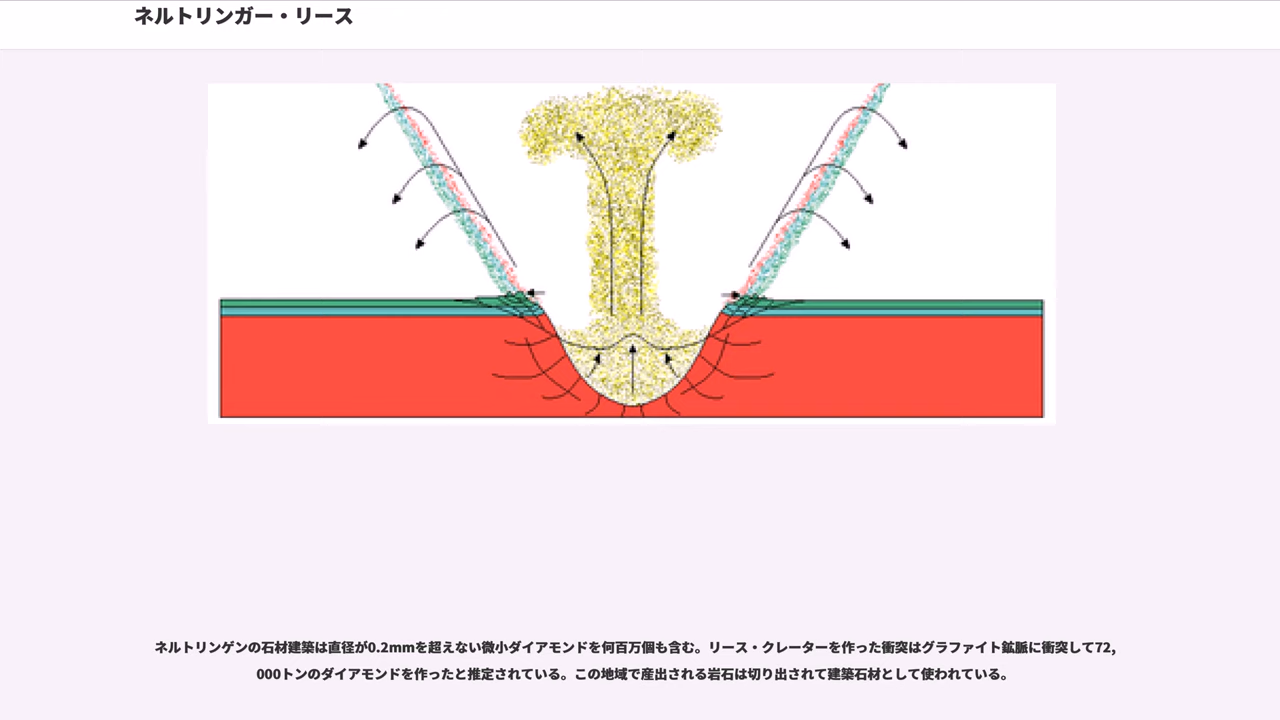 ネルトリンガー・リース
ネルトリンゲンの石材建築は直径が0.2mmを超えない微小ダイアモンドを何百万個も含む。リース・クレーターを作った衝突はグラファイト鉱脈に衝突して72,
000トンのダイアモンドを作ったと推定されている。この地域で産出される岩石は切り出されて建築石材として使われている。